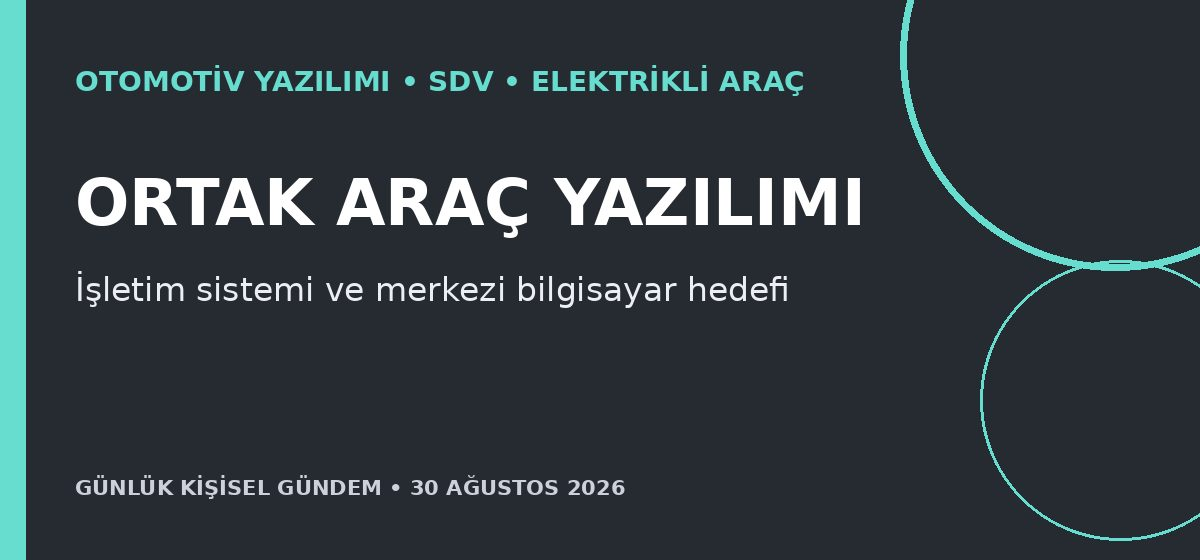 OTOMOTİV YAZILIMI • SDV • ELEKTRİKLİ ARAÇ
ORTAK ARAÇ YAZILIMI
İşletim sistemi ve merkezi bilgisayar hedefi
GÜNLÜK KİŞİSEL GÜNDEM • 30 AĞUSTOS 2026